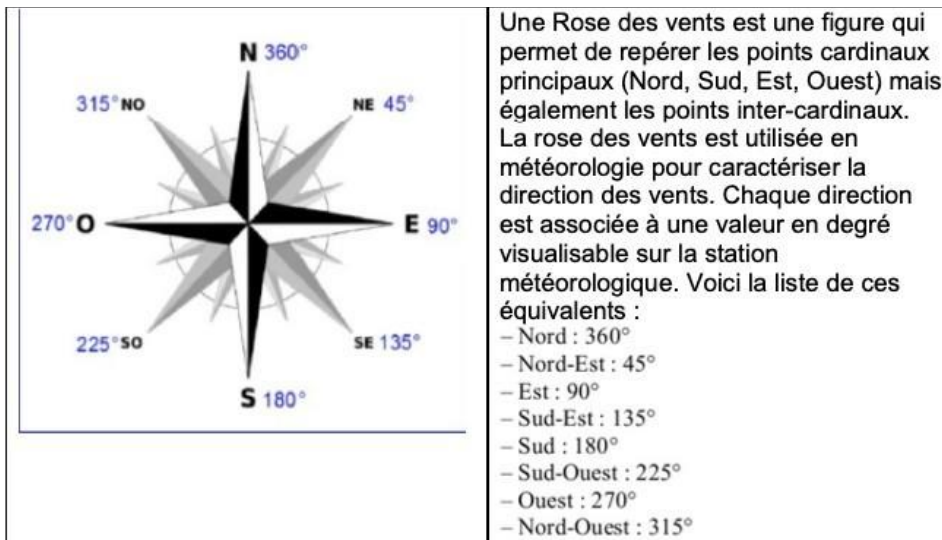 N 360°
315° NO
NE 45°
270° O
E 90°
225° SO
SE 135°
S 180°
Une Rose des vents est une figure qui
permet de repérer les points cardinaux
principaux (Nord, Sud, Est, Ouest) mais
également les points inter-cardinaux.
La rose des vents est utilisée en
météorologie pour caractériser la
direction des vents. Chaque direction
est associée à une valeur en degré
visualisable sur la station
météorologique. Voici la liste de ces
équivalents :
– Nord : 360°
– Nord-Est : 45°
– Est : 90°
– Sud-Est : 135°
– Sud : 180°
– Sud-Ouest : 225°
– Ouest : 270°
– Nord-Ouest : 315°